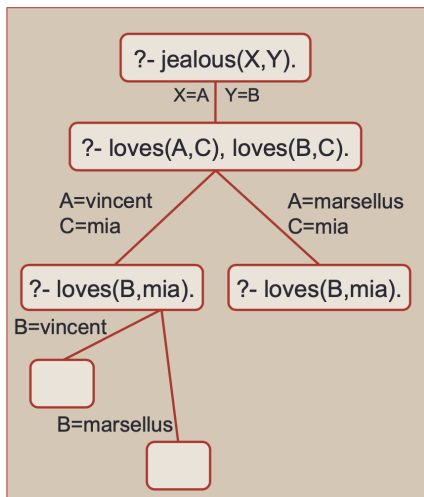 ?- jealous(X,Y).
X=A Y=B
?- loves(A,C), loves(B,C).
A=vincent
C=mia
A=marsellus
C=mia
?- loves(B,mia).
?- loves(B,mia).
B=vincent
B=marsellus